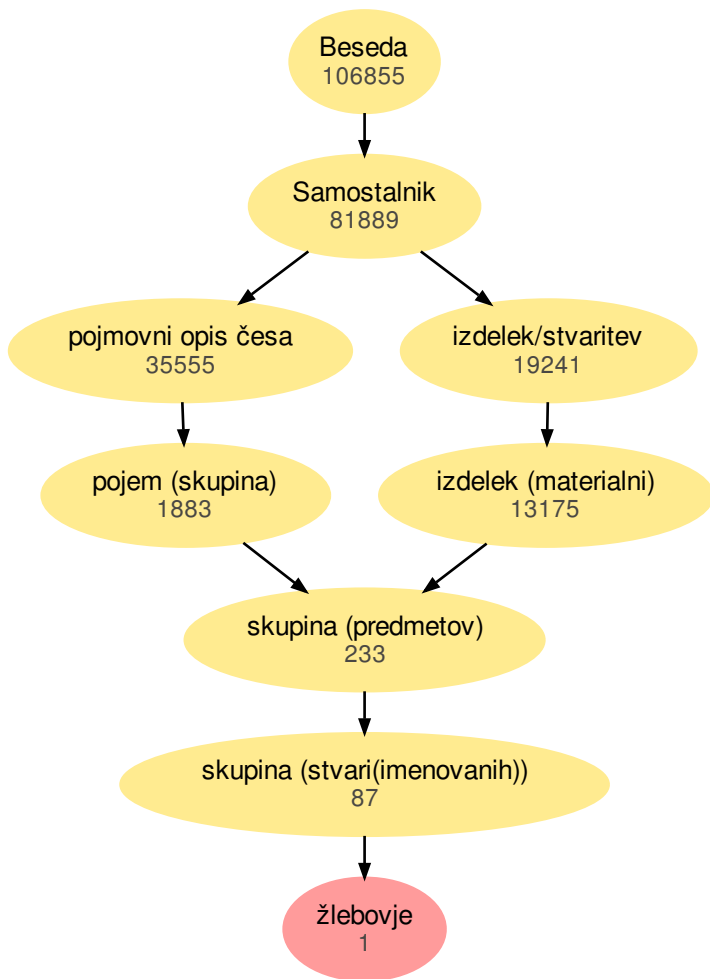 Beseda
106855
Samostalnik
81889
pojmovni opis česa
35555
izdelek/stvaritev
19241
pojem (skupina)
1883
izdelek (materialni)
13175
skupina (predmetov)
233
skupina (stvari(imenovanih))
87
žlebovje
1